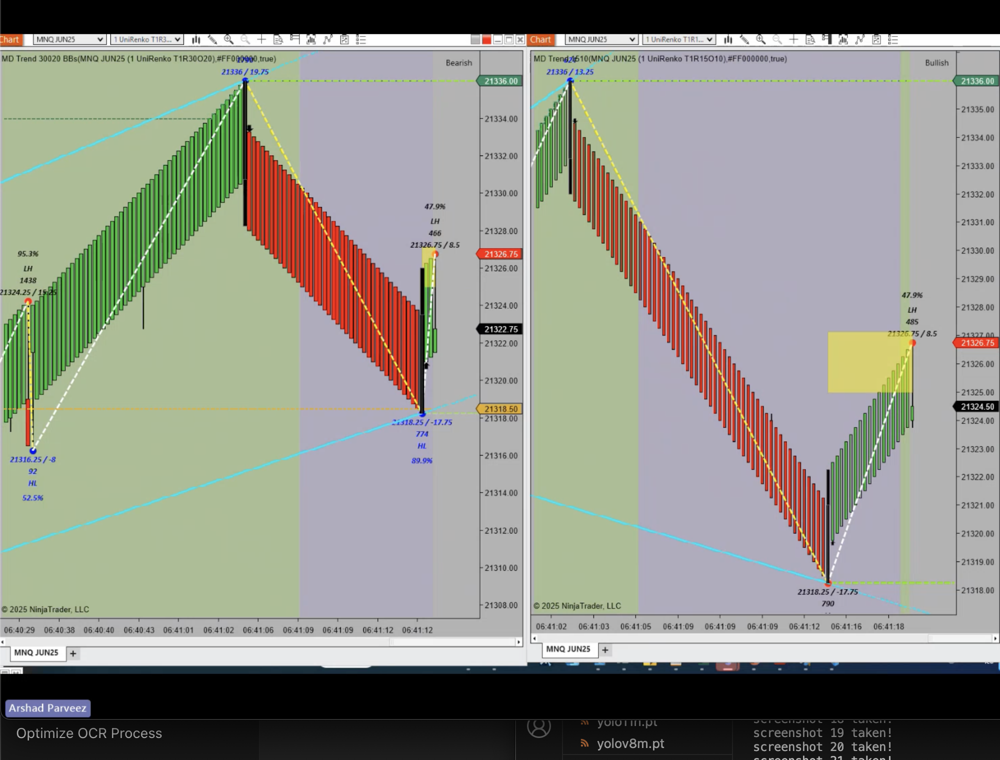 Chart
MNQ JUN25
1 UniRenko T1R3...
MD Trend 30020 BBs(MNQ JUN25 (1 UniRenko T1R30O20),#FF000000,true)
Bearish
21336 / 19.75
95.3%
LH
1438
47.9%
LH
466
21326.75 / 8.5
21316.25 / -8
92
HL
52.5%
21318.25 / -17.75
774
HL
89.9%
21336.00
21334.00
21332.00
21330.00
21328.00
21326.75
21326.00
21324.00
21322.75
21322.00
21320.00
21318.50
21318.00
21316.00
21314.00
21312.00
21310.00
21308.00
© 2025 NinjaTrader, LLC
06:40:29 06:40:38 06:40:40 06:40:43 06:41:01 06:41:02 06:41:06 06:41:09 06:41:09 06:41:12 06:41:12
MNQ JUN25 +
Chart
MNQ JUN25
1 UniRenko T1R1...
(MNQ JUN25 (1 UniRenko T1R15O10),#FF000000,true)
Bullish
21336 / 13.25
47.9%
LH
485
21326.75 / 8.5
21318.25 / -17.75
790
21336.00
21335.00
21334.00
21333.00
21332.00
21331.00
21330.00
21329.00
21328.00
21326.75
21326.00
21325.00
21324.50
21324.00
21323.00
21322.00
21321.00
21320.00
21319.00
21318.00
© 2025 NinjaTrader, LLC
06:41:02 06:41:03 06:41:05 06:41:09 06:41:09 06:41:12 06:41:16 06:41:18
MNQ JUN25 +
Arshad Parveez
Optimize OCR Process
yolo11n.pt
yolov8m.pt
screenshot 18 taken!
screenshot 19 taken!
screenshot 20 taken!
screenshot 21 taken!